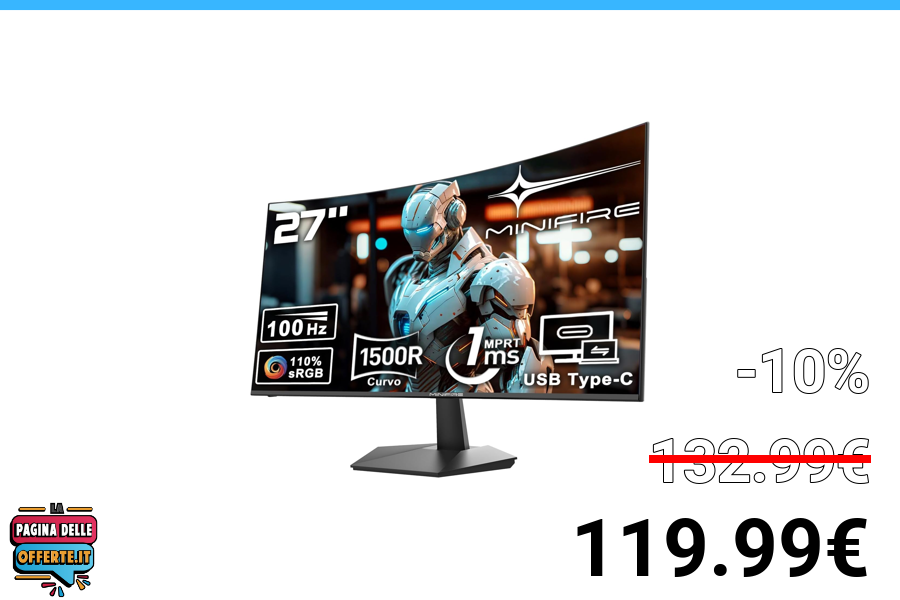 27"
MINIFIRE
100Hz
110%
sRGB
1500R
Curvo
1 MPRT
ms
USB Type-C
MINIFIRE
-10%
132.99€
119.99€
LA
PAGINA DELLE
OFFERTE.IT